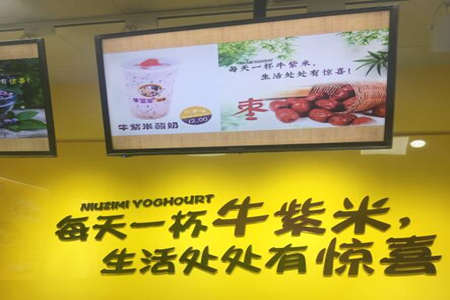 每天一杯牛紫米,
生活处处有惊喜!
枣
12.00
牛紫米酸奶
NIUZIMI YOGHOURT
每天一杯牛紫米,
生活处处有惊喜